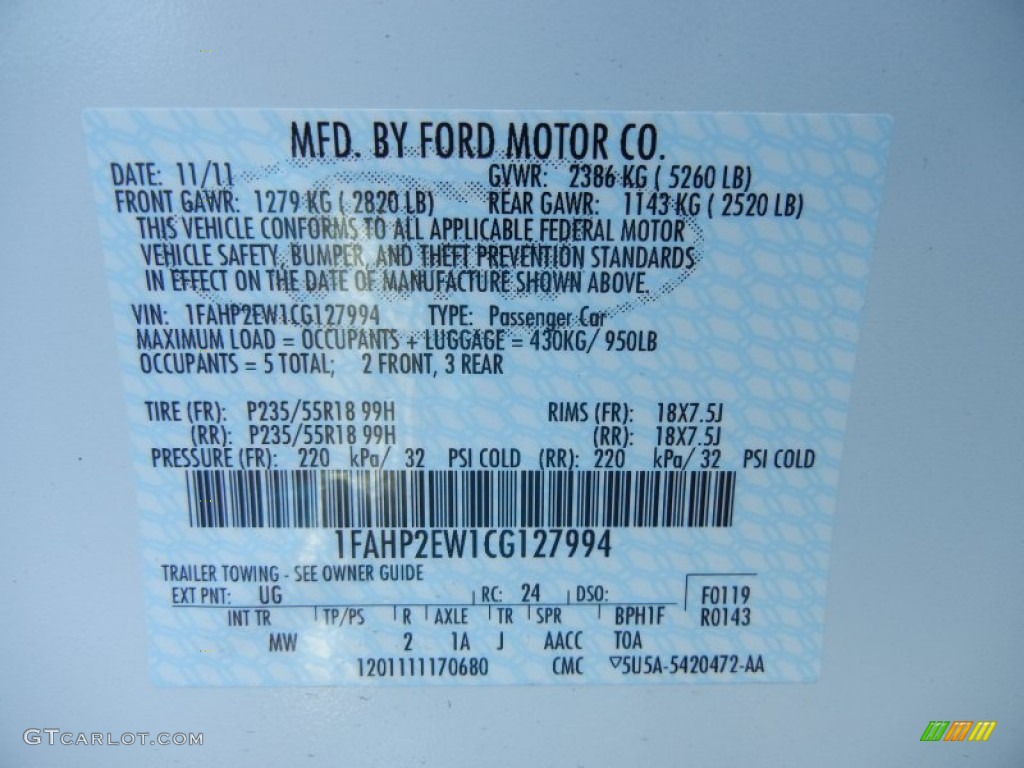 MFD. BY FORD MOTOR CO.
DATE: 11/11 GVWR: 2386 KG ( 5260 LB)
FRONT GAWR: 1279 KG ( 2820 LB) REAR GAWR: 1143 KG ( 2520 LB)
THIS VEHICLE CONFORMS TO ALL APPLICABLE FEDERAL MOTOR
VEHICLE SAFETY, BUMPER, AND THEFT PREVENTION STANDARDS
IN EFFECT ON THE DATE OF MANUFACTURE SHOWN ABOVE.
VIN: 1FAHP2EW1CG127994 TYPE: Passenger Car
MAXIMUM LOAD = OCCUPANTS + LUGGAGE = 430KG/ 950LB
OCCUPANTS = 5 TOTAL; 2 FRONT, 3 REAR
TIRE (FR): P235/55R18 99H RIMS (FR): 18X7.5J
(RR): P235/55R18 99H (RR): 18X7.5J
PRESSURE (FR): 220 kPa/ 32 PSI COLD (RR): 220 kPa/ 32 PSI COLD
1FAHP2EW1CG127994
TRAILER TOWING - SEE OWNER GUIDE
EXT PNT: UG RC: 24 DSO: F0119
INT TR TP/PS R AXLE TR SPR BPH1F R0143
MW 2 1A J AACC TOA
1201111170680 CMC ▽5U5A-5420472-AA
GTCARLOT.COM